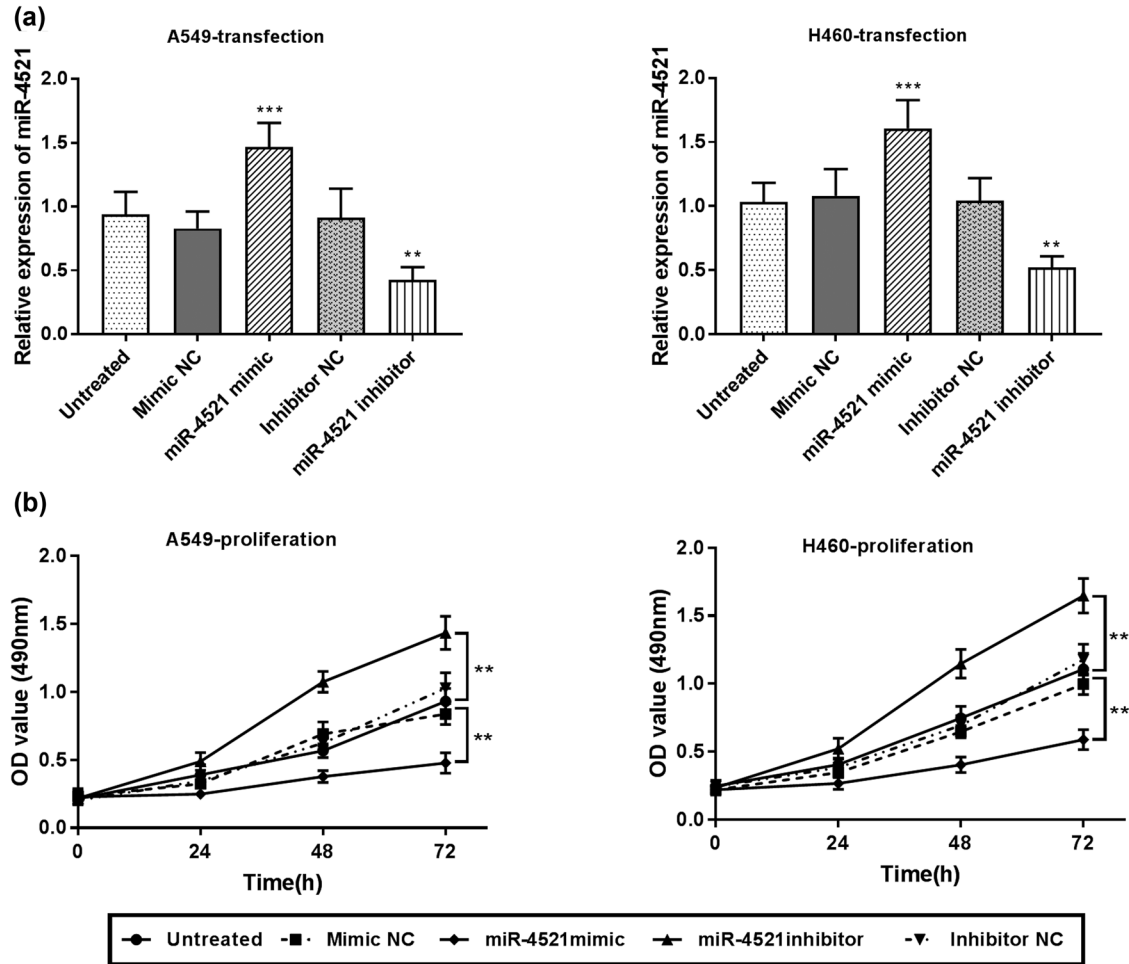 (a)
A549-transfection
Relative expression of miR-4521
2.0
1.5
1.0
0.5
0.0
***
**
Untreated
Mimic NC
miR-4521 mimic
Inhibitor NC
miR-4521 inhibitor
H460-transfection
Relative expression of miR-4521
2.0
1.5
1.0
0.5
0.0
***
**
Untreated
Mimic NC
miR-4521 mimic
Inhibitor NC
miR-4521 inhibitor
(b)
A549-proliferation
OD value (490nm)
2.0
1.5
1.0
0.5
0.0
**
**
0 24 48 72
Time(h)
H460-proliferation
OD value (490nm)
2.0
1.5
1.0
0.5
0.0
**
**
0 24 48 72
Time(h)
Untreated Mimic NC miR-4521mimic miR-4521inhibitor Inhibitor NC